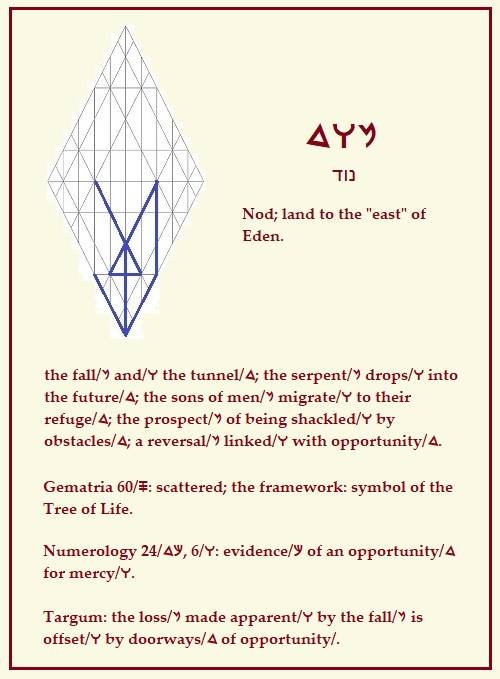 𐤍𐤅𐤃
נוד
Nod; land to the "east" of
Eden.
the fall/𐤍 and/𐤅 the tunnel/𐤃; the serpent/𐤍 drops/𐤅 into
the future/𐤃; the sons of men/𐤍 migrate/𐤅 to their
refuge/𐤃; the prospect/𐤍 of being shackled/𐤅 by
obstacles/𐤃; a reversal/𐤍 linked/𐤅 with opportunity/𐤃.
Gematria 60/𐤎: scattered; the framework: symbol of the
Tree of Life.
Numerology 24/𐤊𐤃, 6/𐤅: evidence/𐤊 of an opportunity/𐤃
for mercy/𐤅.
Targum: the loss/𐤍 made apparent/𐤅 by the fall/𐤍 is
offset/𐤅 by doorways/𐤃 of opportunity/.